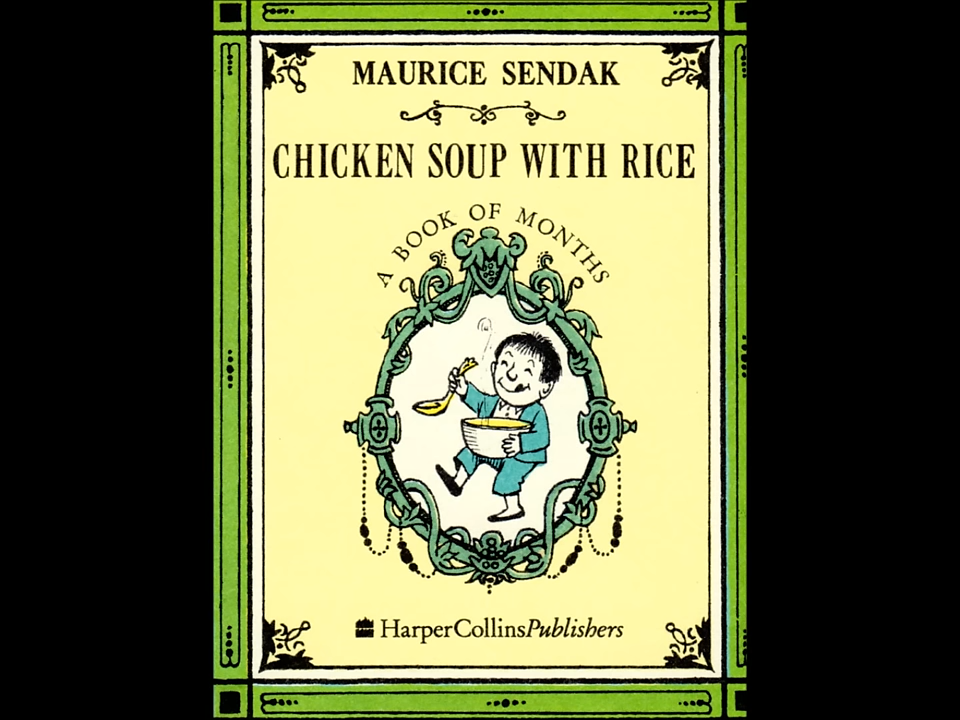 MAURICE SENDAK
CHICKEN SOUP WITH RICE
A BOOK OF MONTHS
HarperCollinsPublishers